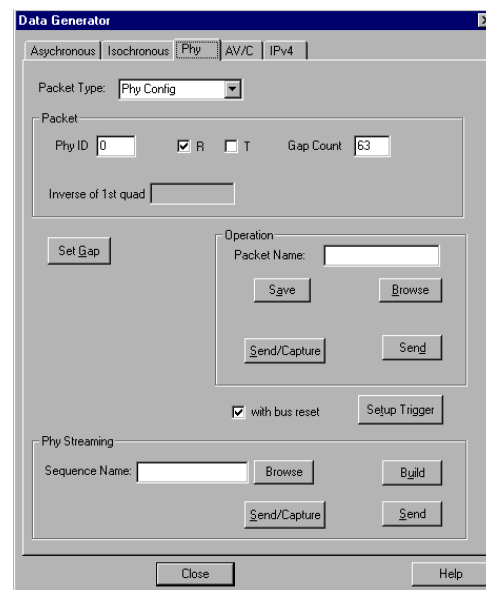 Data Generator
Asychronous Isochronous Phy AV/C IPv4
Packet Type: Phy Config
Packet
Phy ID 0 R T Gap Count 63
Inverse of 1st quad
Set Gap
Operation
Packet Name:
Save Browse
Send/Capture Send
with bus reset Setup Trigger
Phy Streaming
Sequence Name: Browse Build
Send/Capture Send
Close Help